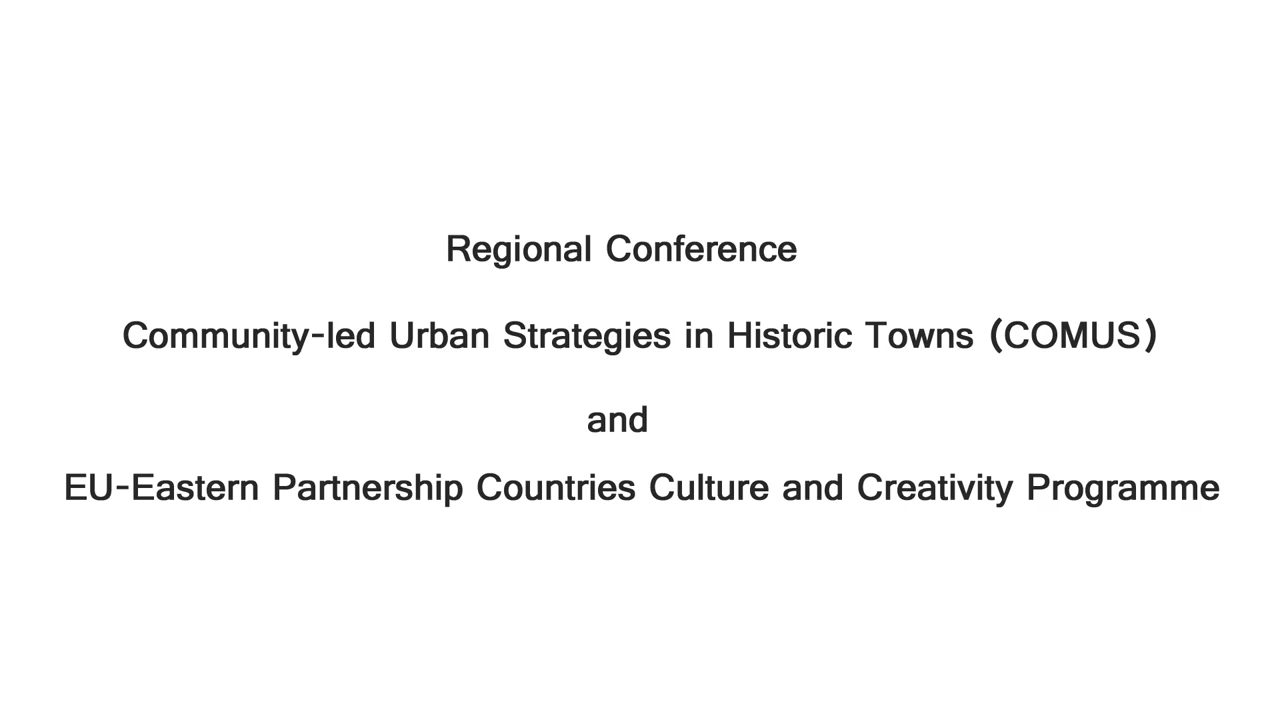 Regional Conference
Community-led Urban Strategies in Historic Towns (COMUS)
and
EU-Eastern Partnership Countries Culture and Creativity Programme